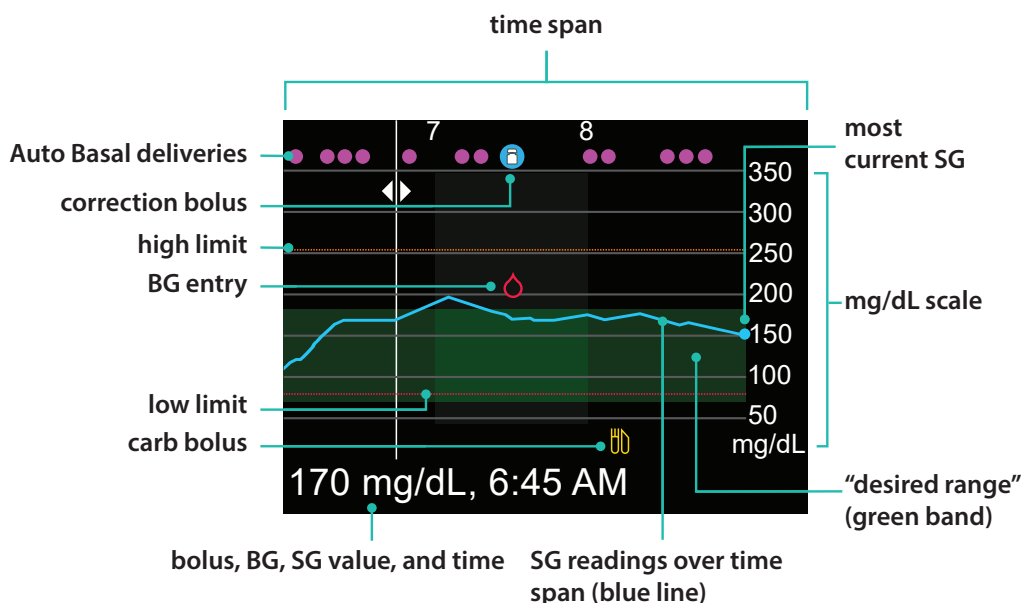 time span
7 8
Auto Basal deliveries
most
current SG
350
correction bolus
300
high limit
250
BG entry
200
mg/dL scale
150
100
low limit
50
carb bolus
mg/dL
170 mg/dL, 6:45 AM
“desired range”
(green band)
bolus, BG, SG value, and time
SG readings over time
span (blue line)